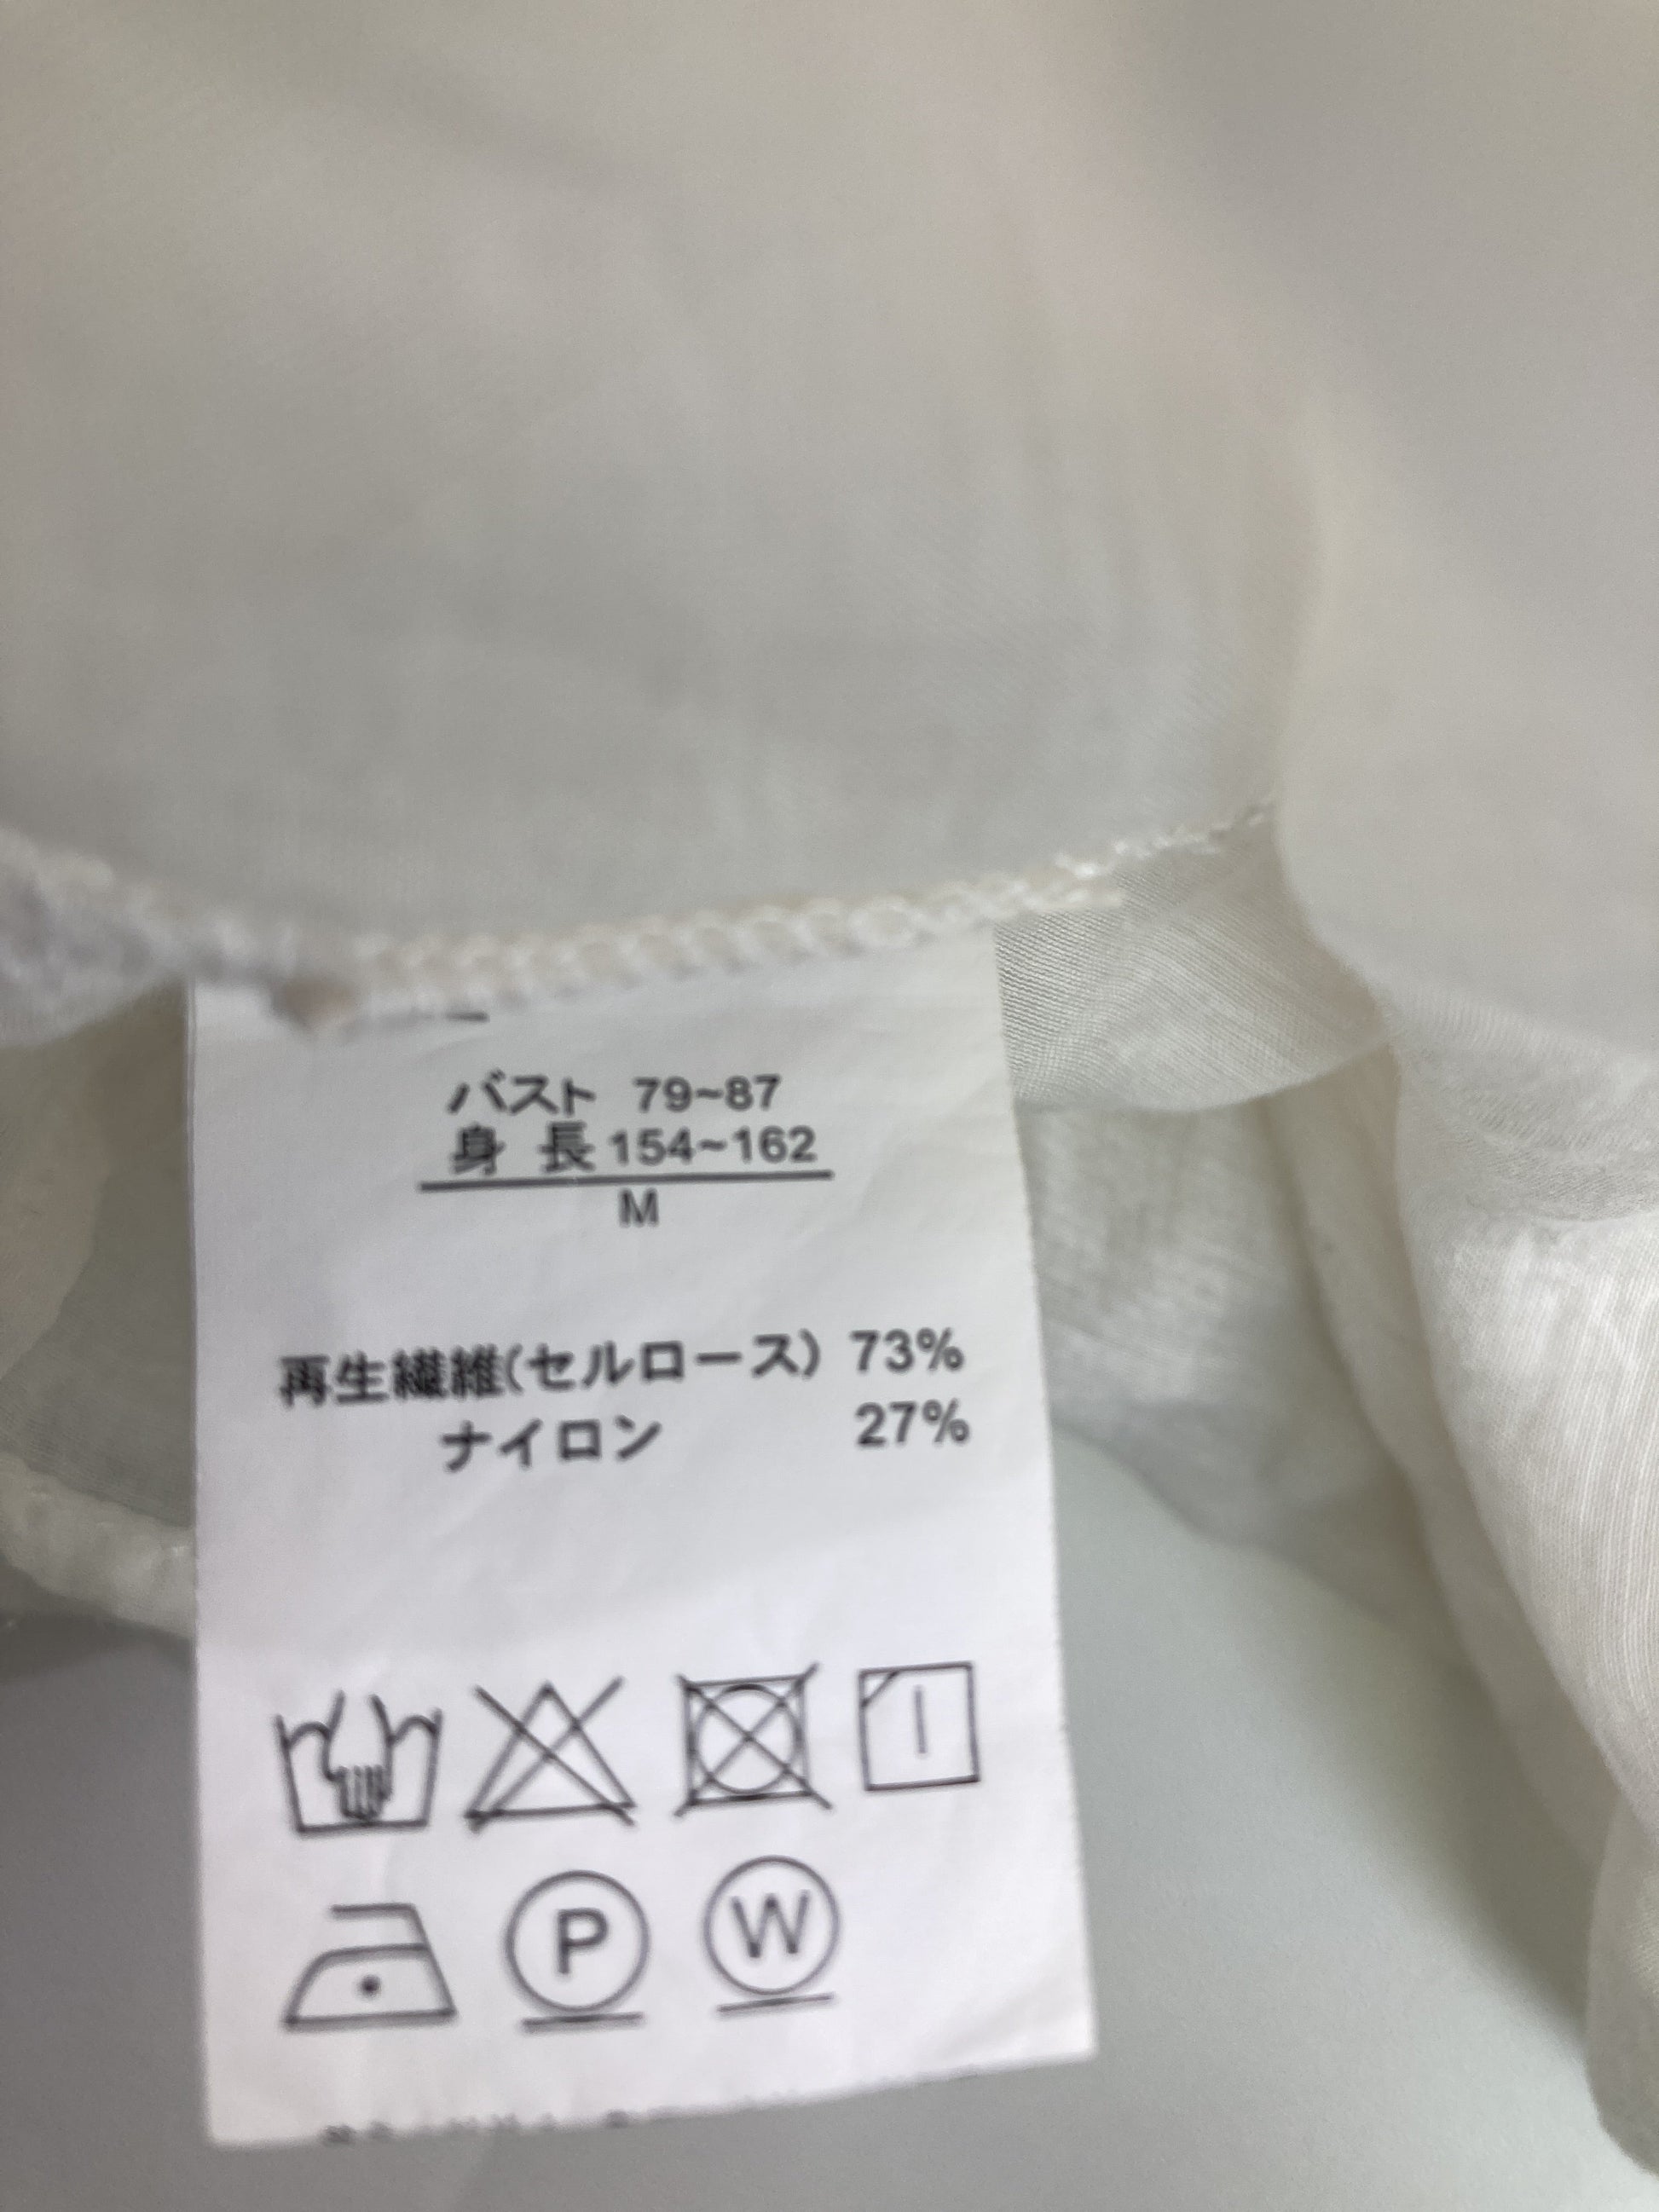 バスト 79~87
身 長 154~162
M
再生繊維(セルロース) 73%
ナイロン 27%
P W